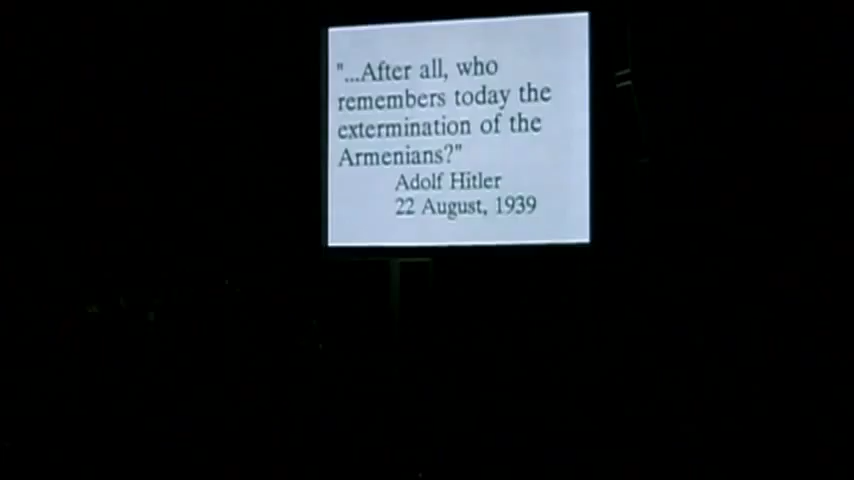 "...After all, who
remembers today the
extermination of the
Armenians?"
Adolf Hitler
22 August, 1939